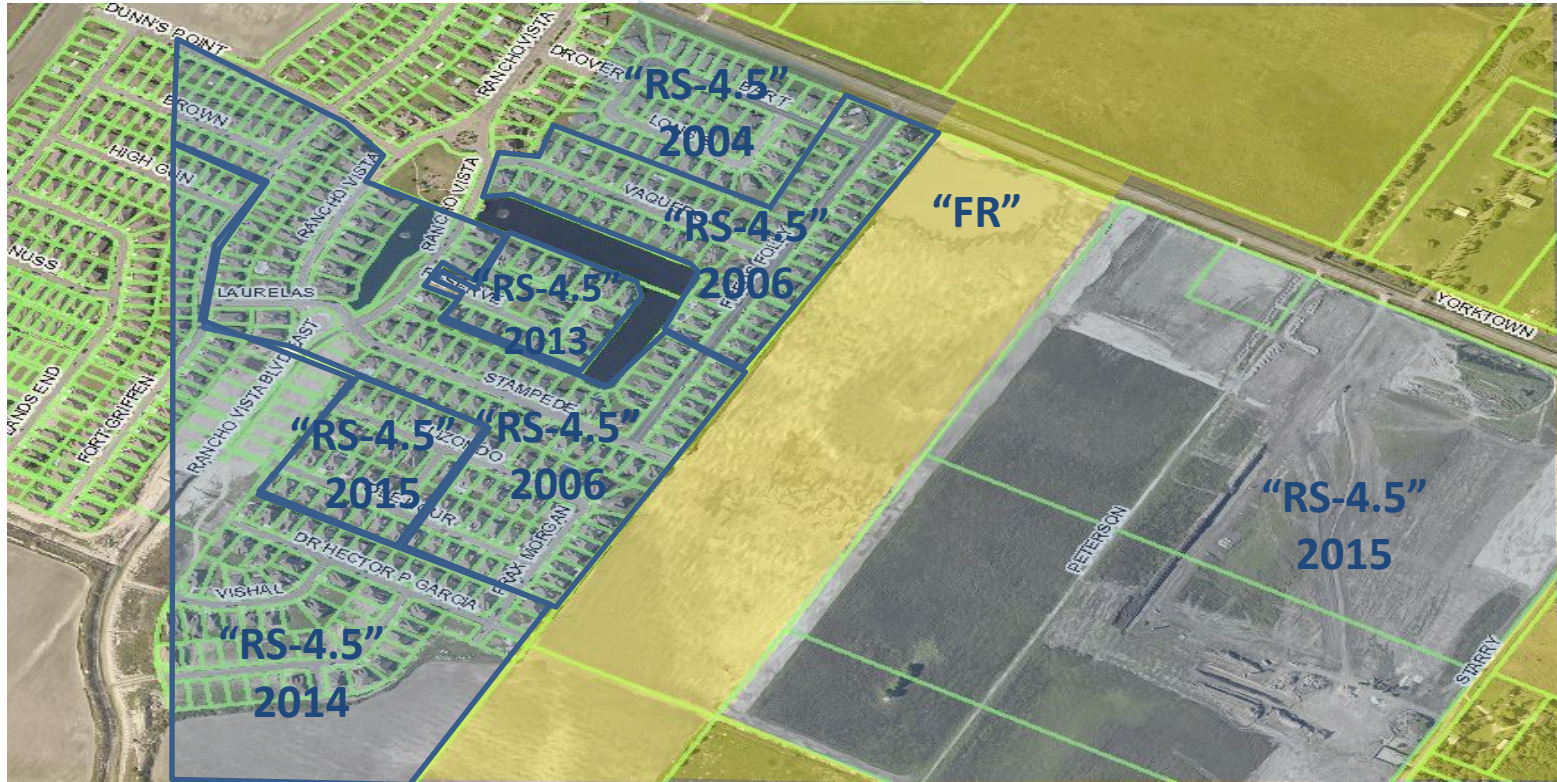 DUNN'S POINT
RANCHO VISTA
DROVER
"RS-4.5"
2004
BROWN
HIGH GUN
RANCHO VISTA
RANCHO VISTA
"FR"
"RS-4.5"
2006
NUSS
LAURELAS
"RS-4.5"
2013
YORKTOWN
STAMPEDE
RANCHO VISTA BLVD EAST
LANDS END
FORT GRIFFEN
"RS-4.5"
2015
"RS-4.5"
2006
"RS-4.5"
2015
PETERSON
MORGAN
DR HECTOR P GARCIA
VISHAL
"RS-4.5"
2014
STARRY